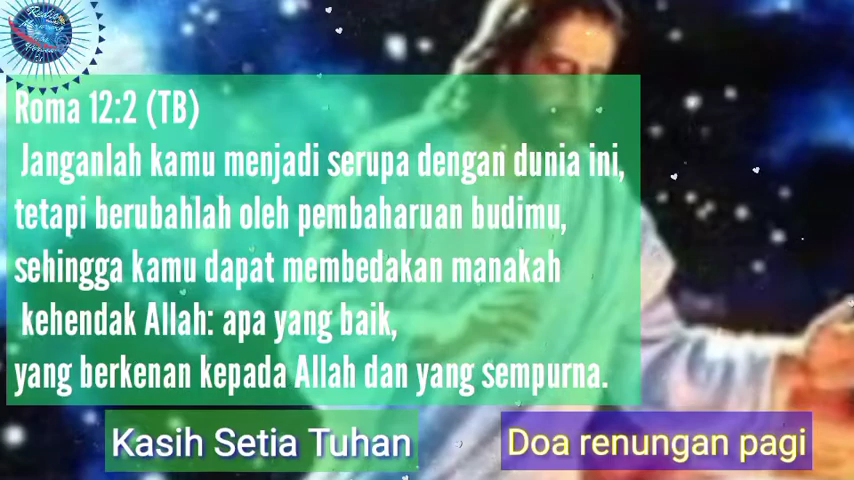 Roma 12:2 (TB)
Janganlah kamu menjadi serupa dengan dunia ini,
tetapi berubahlah oleh pembaharuan budimu,
sehingga kamu dapat membedakan manakah
kehendak Allah: apa yang baik,
yang berkenan kepada Allah dan yang sempurna.
Kasih Setia Tuhan
Doa renungan pagi